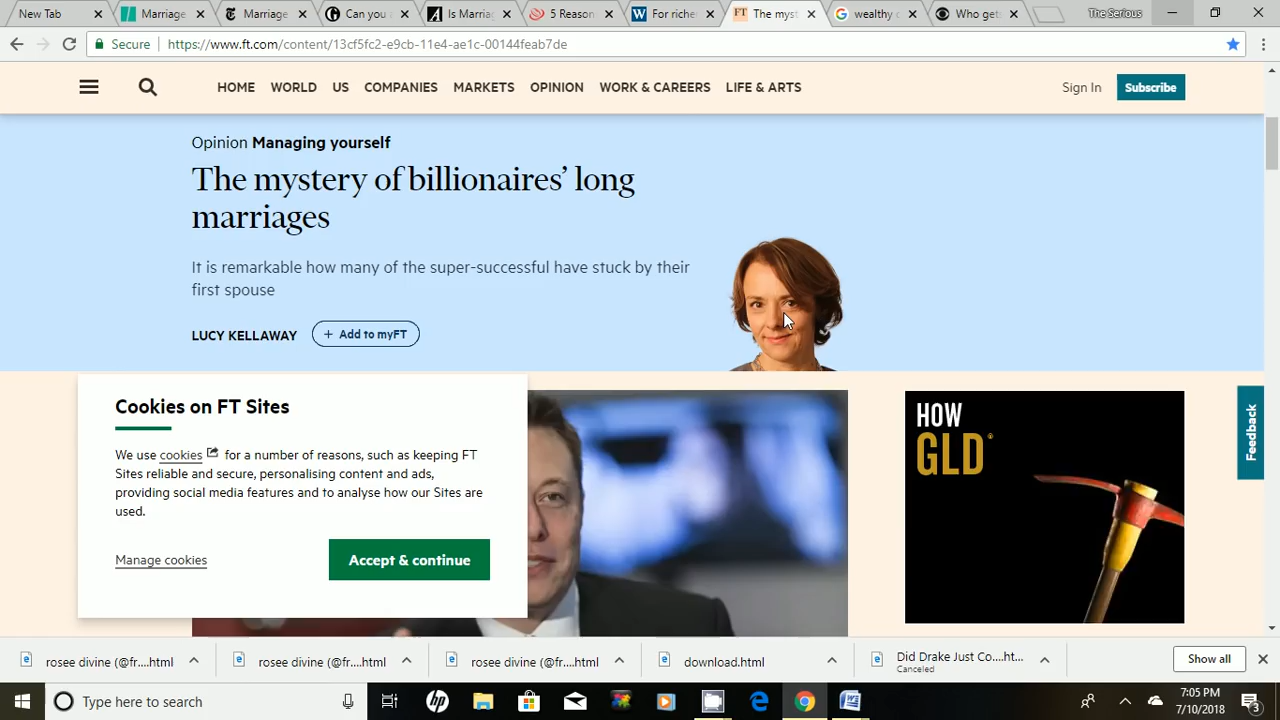 New Tab
Marriage
Marriage
Can you a
Is Marriag
5 Reason
For riche
The myst
wealthy c
Who gets
The Serious
Secure
https://www.ft.com/content/13cf5fc2-e9cb-11e4-ae1c-00144feab7de
HOME WORLD US COMPANIES MARKETS OPINION WORK & CAREERS LIFE & ARTS
Sign In
Subscribe
Opinion Managing yourself
The mystery of billionaires' long
marriages
It is remarkable how many of the super-successful have stuck by their
first spouse
LUCY KELLAWAY
+ Add to myFT
Cookies on FT Sites
We use cookies for a number of reasons, such as keeping FT
Sites reliable and secure, personalising content and ads,
providing social media features and to analyse how our Sites are
used.
Manage cookies
Accept & continue
HOW
GLD®
Feedback
rosee divine (@fr....html
rosee divine (@fr....html
rosee divine (@fr....html
download.html
Did Drake Just Co....ht...
Canceled
Show all
Type here to search
hp
7:05 PM
7/10/2018
3